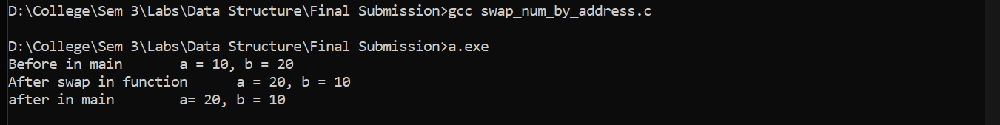 D:\College\Sem 3\Labs\Data Structure\Final Submission>gcc swap_num_by_address.c
D:\College\Sem 3\Labs\Data Structure\Final Submission>a.exe
Before in main       a = 10, b = 20
After swap in function      a = 20, b = 10
after in main        a= 20, b = 10